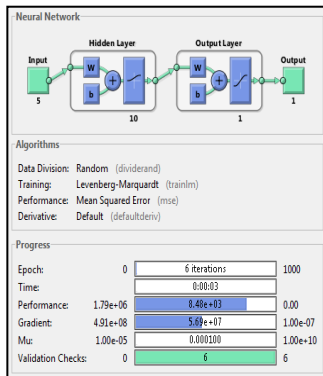 Neural Network
Hidden Layer
Output Layer
Input
Output
W
b
+
W
b
+
5
10
1
1
Algorithms
Data Division: Random (dividerand)
Training: Levenberg-Marquardt (trainlm)
Performance: Mean Squared Error (mse)
Derivative: Default (defaultderiv)
Progress
Epoch: 0 6 iterations 1000
Time: 0:00:03
Performance: 1.79e+06 8.48e+03 0.00
Gradient: 4.91e+08 5.69e+07 1.00e-07
Mu: 1.00e-05 0.000100 1.00e+10
Validation Checks: 0 6 6